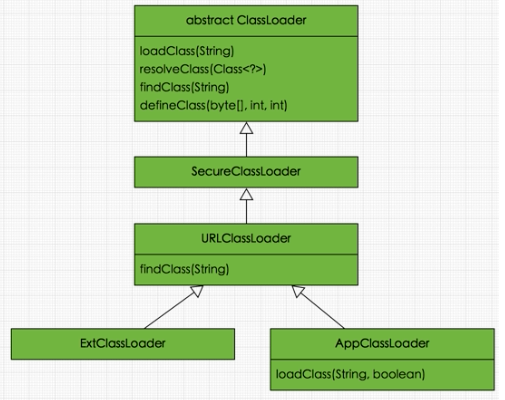 abstract ClassLoader
loadClass(String)
resolveClass(Class<?>)
findClass(String)
defineClass(byte[], int, int)
SecureClassLoader
URLClassLoader
findClass(String)
ExtClassLoader
AppClassLoader
loadClass(String, boolean)